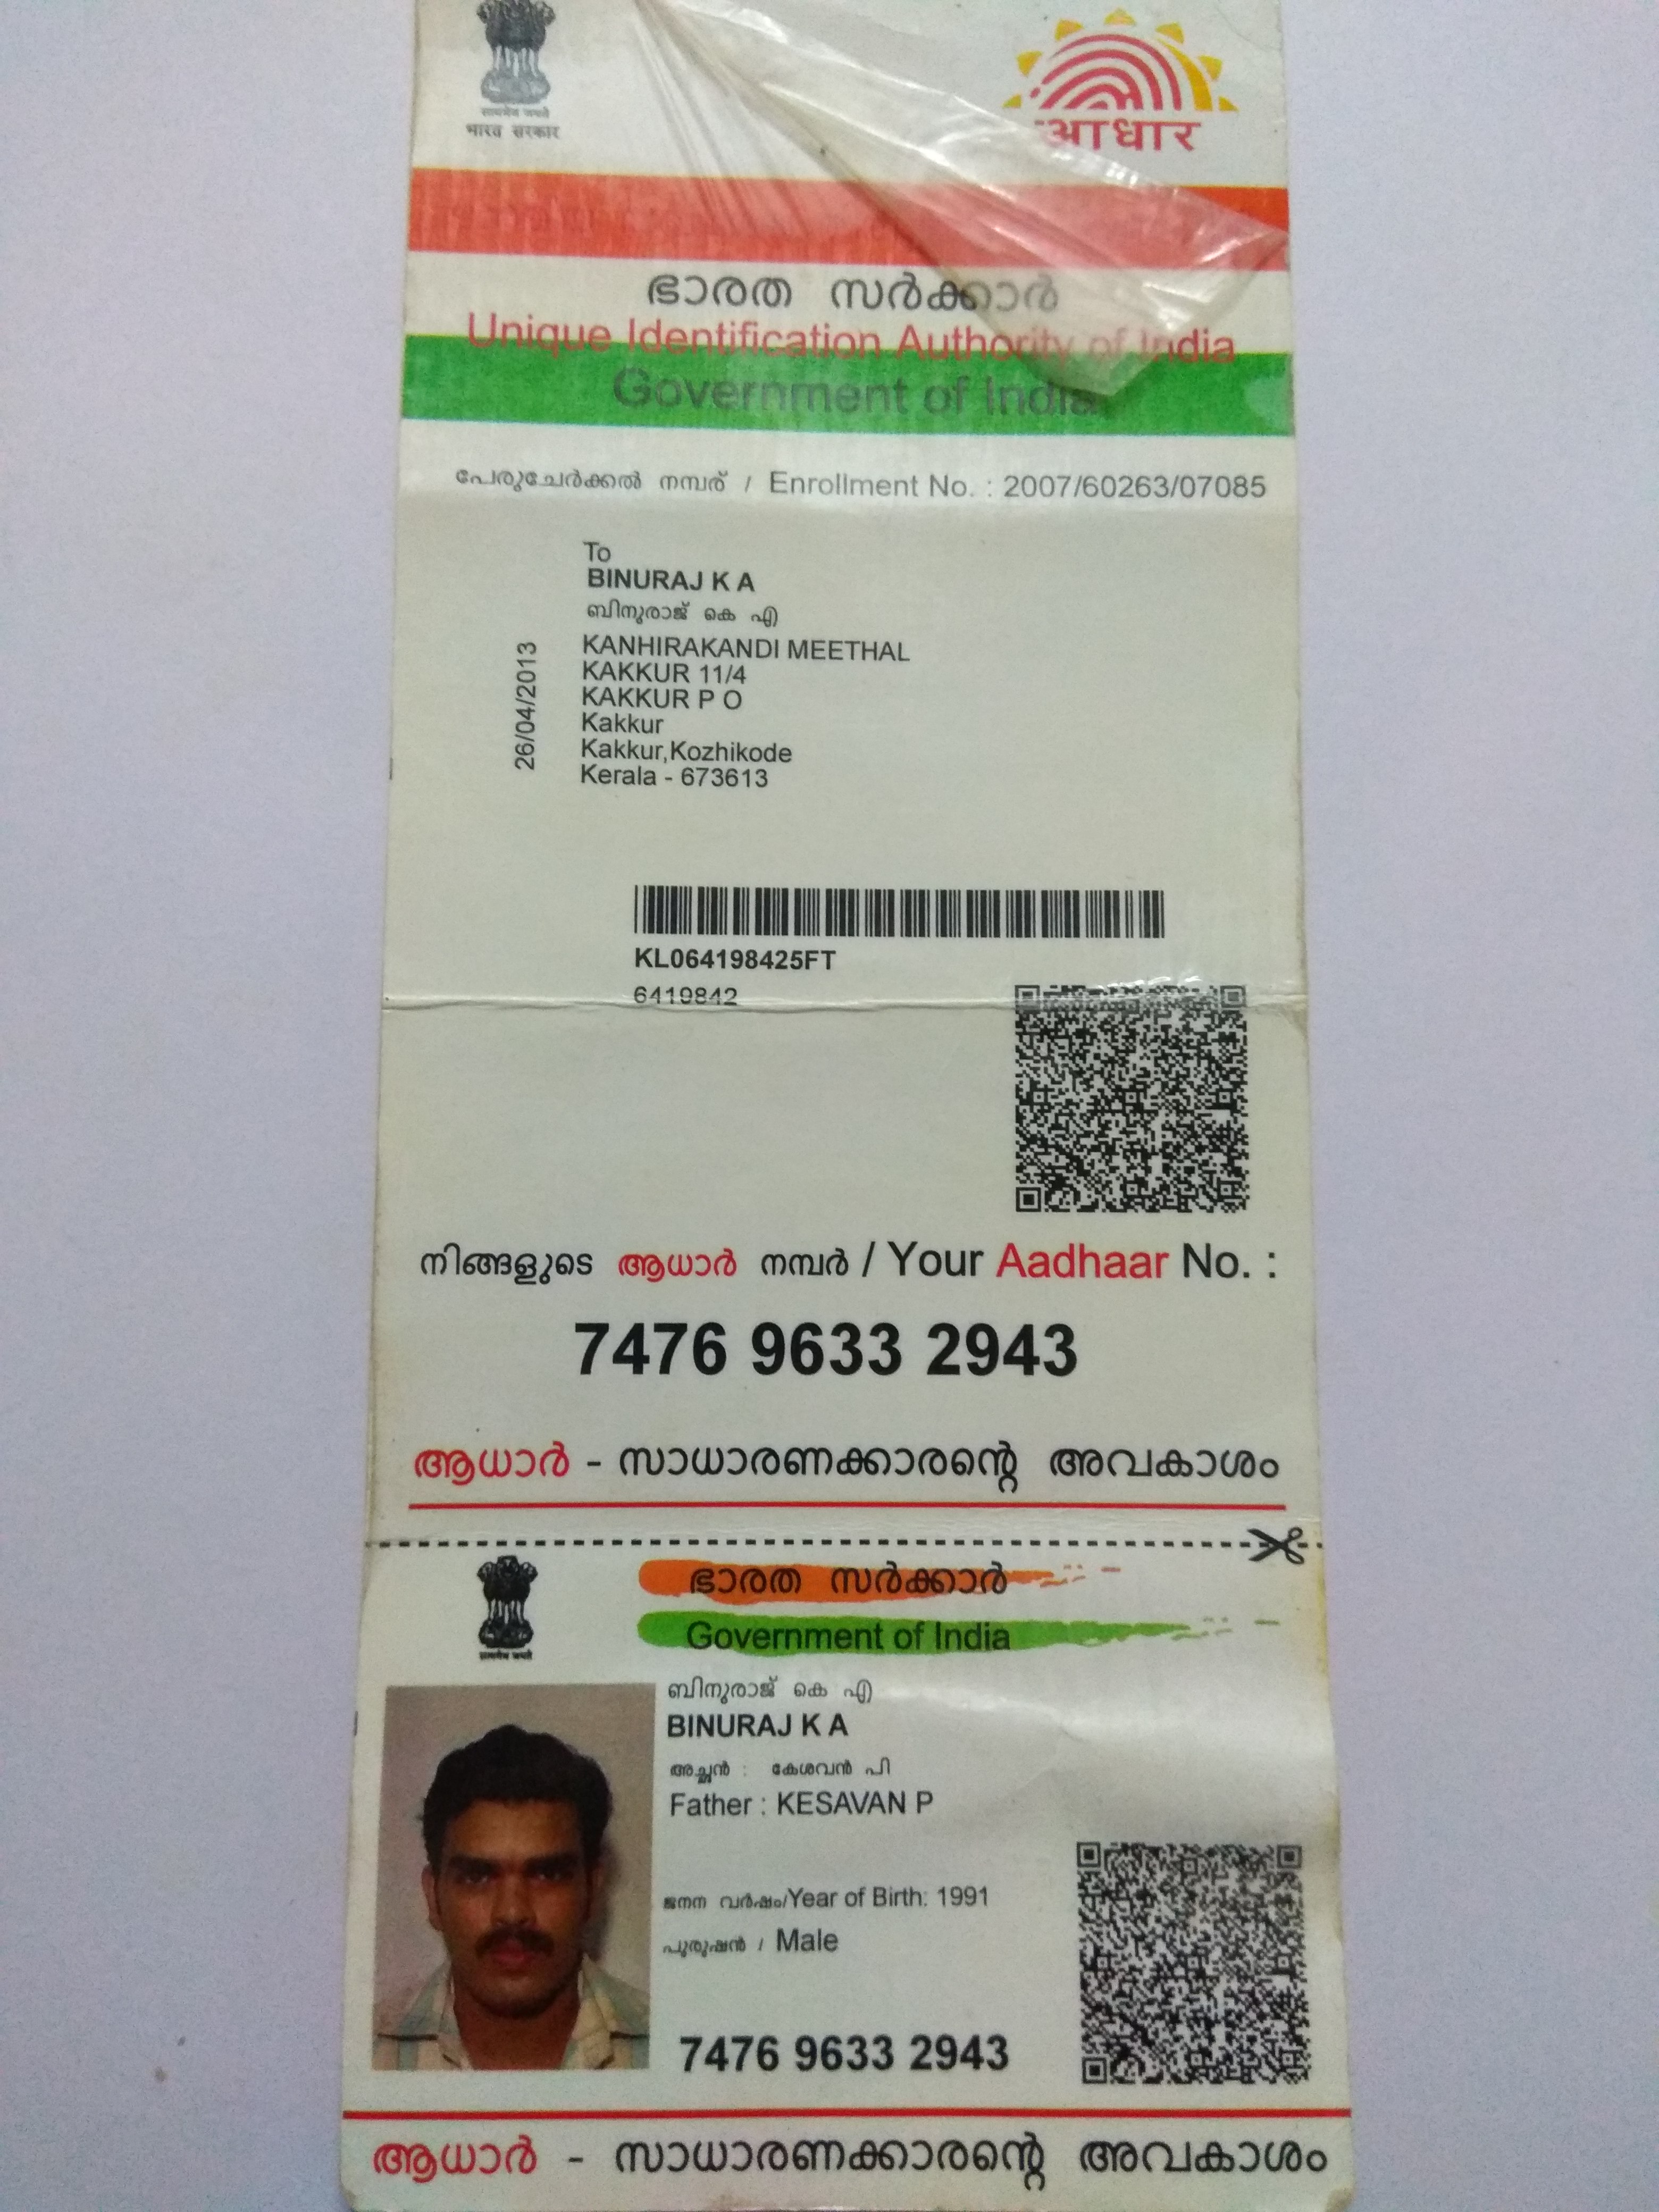 सत्यमेव जयते
भारत सरकार
आधार
ഭാരത സർക്കാർ
Unique Identification Authority of India
Government of India
പേരുചേർക്കൽ നമ്പര് / Enrollment No. : 2007/60263/07085
To
BINURAJ K A
ബിനുരാജ് കെ എ
KANHIRAKANDI MEETHAL
KAKKUR 11/4
KAKKUR P O
Kakkur
Kakkur,Kozhikode
Kerala - 673613
26/04/2013
KL064198425FT
6419842
നിങ്ങളുടെ ആധാർ നമ്പർ / Your Aadhaar No. :
7476 9633 2943
ആധാർ - സാധാരണക്കാരന്റെ അവകാശം
സത്യമേവ जयते
ഭാരത സർക്കാർ
Government of India
ബിനുരാജ് കെ എ
BINURAJ K A
അച്ഛൻ : കേശവൻ പി
Father : KESAVAN P
ജനന വർഷം/Year of Birth: 1991
പുരുഷൻ / Male
7476 9633 2943
ആധാർ - സാധാരണക്കാരന്റെ അവകാശം